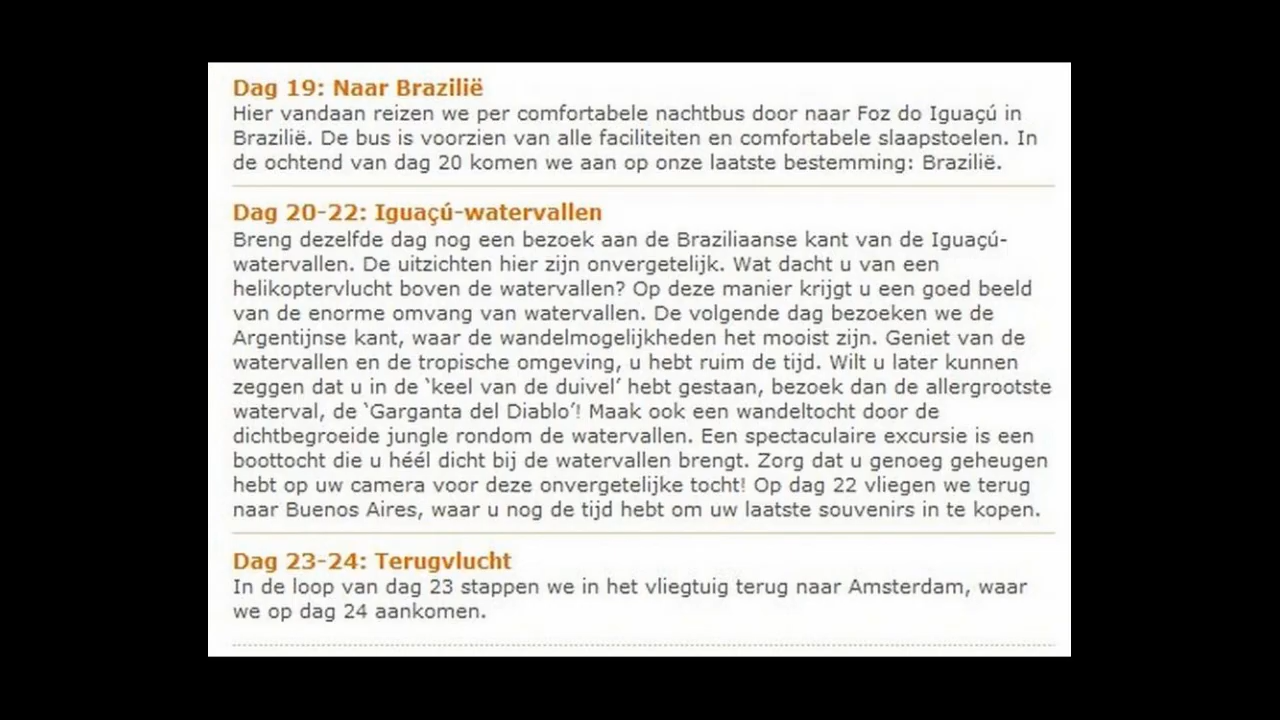 Dag 19: Naar Brazilië
Hier vandaan reizen we per comfortabele nachtbus door naar Foz do Iguaçú in
Brazilië. De bus is voorzien van alle faciliteiten en comfortabele slaapstoelen. In
de ochtend van dag 20 komen we aan op onze laatste bestemming: Brazilië.
Dag 20-22: Iguaçú-watervallen
Breng dezelfde dag nog een bezoek aan de Braziliaanse kant van de Iguaçú-
watervallen. De uitzichten hier zijn onvergetelijk. Wat dacht u van een
helikoptervlucht boven de watervallen? Op deze manier krijgt u een goed beeld
van de enorme omvang van watervallen. De volgende dag bezoeken we de
Argentijnse kant, waar de wandelmogelijkheden het mooist zijn. Geniet van de
watervallen en de tropische omgeving, u hebt ruim de tijd. Wilt u later kunnen
zeggen dat u in de ‘keel van de duivel’ hebt gestaan, bezoek dan de allergrootste
waterval, de ‘Garganta del Diablo’! Maak ook een wandeltocht door de
dichtbegroeide jungle rondom de watervallen. Een spectaculaire excursie is een
boottocht die u héél dicht bij de watervallen brengt. Zorg dat u genoeg geheugen
hebt op uw camera voor deze onvergetelijke tocht! Op dag 22 vliegen we terug
naar Buenos Aires, waar u nog de tijd hebt om uw laatste souvenirs in te kopen.
Dag 23-24: Terugvlucht
In de loop van dag 23 stappen we in het vliegtuig terug naar Amsterdam, waar
we op dag 24 aankomen.